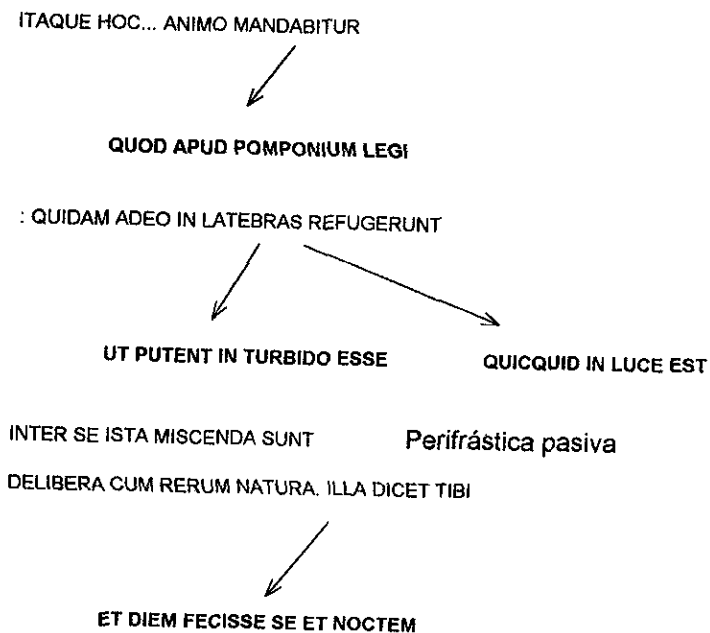 ITAQUE HOC... ANIMO MANDABITUR
QUOD APUD POMPONIUM LEGI
: QUIDAM ADEO IN LATEBRAS REFUGERUNT
UT PUTENT IN TURBIDO ESSE QUICQUID IN LUCE EST
INTER SE ISTA MISCENDA SUNT Perifrástica pasiva
DELIBERA CUM RERUM NATURA. ILLA DICET TIBI
ET DIEM FECISSE SE ET NOCTEM